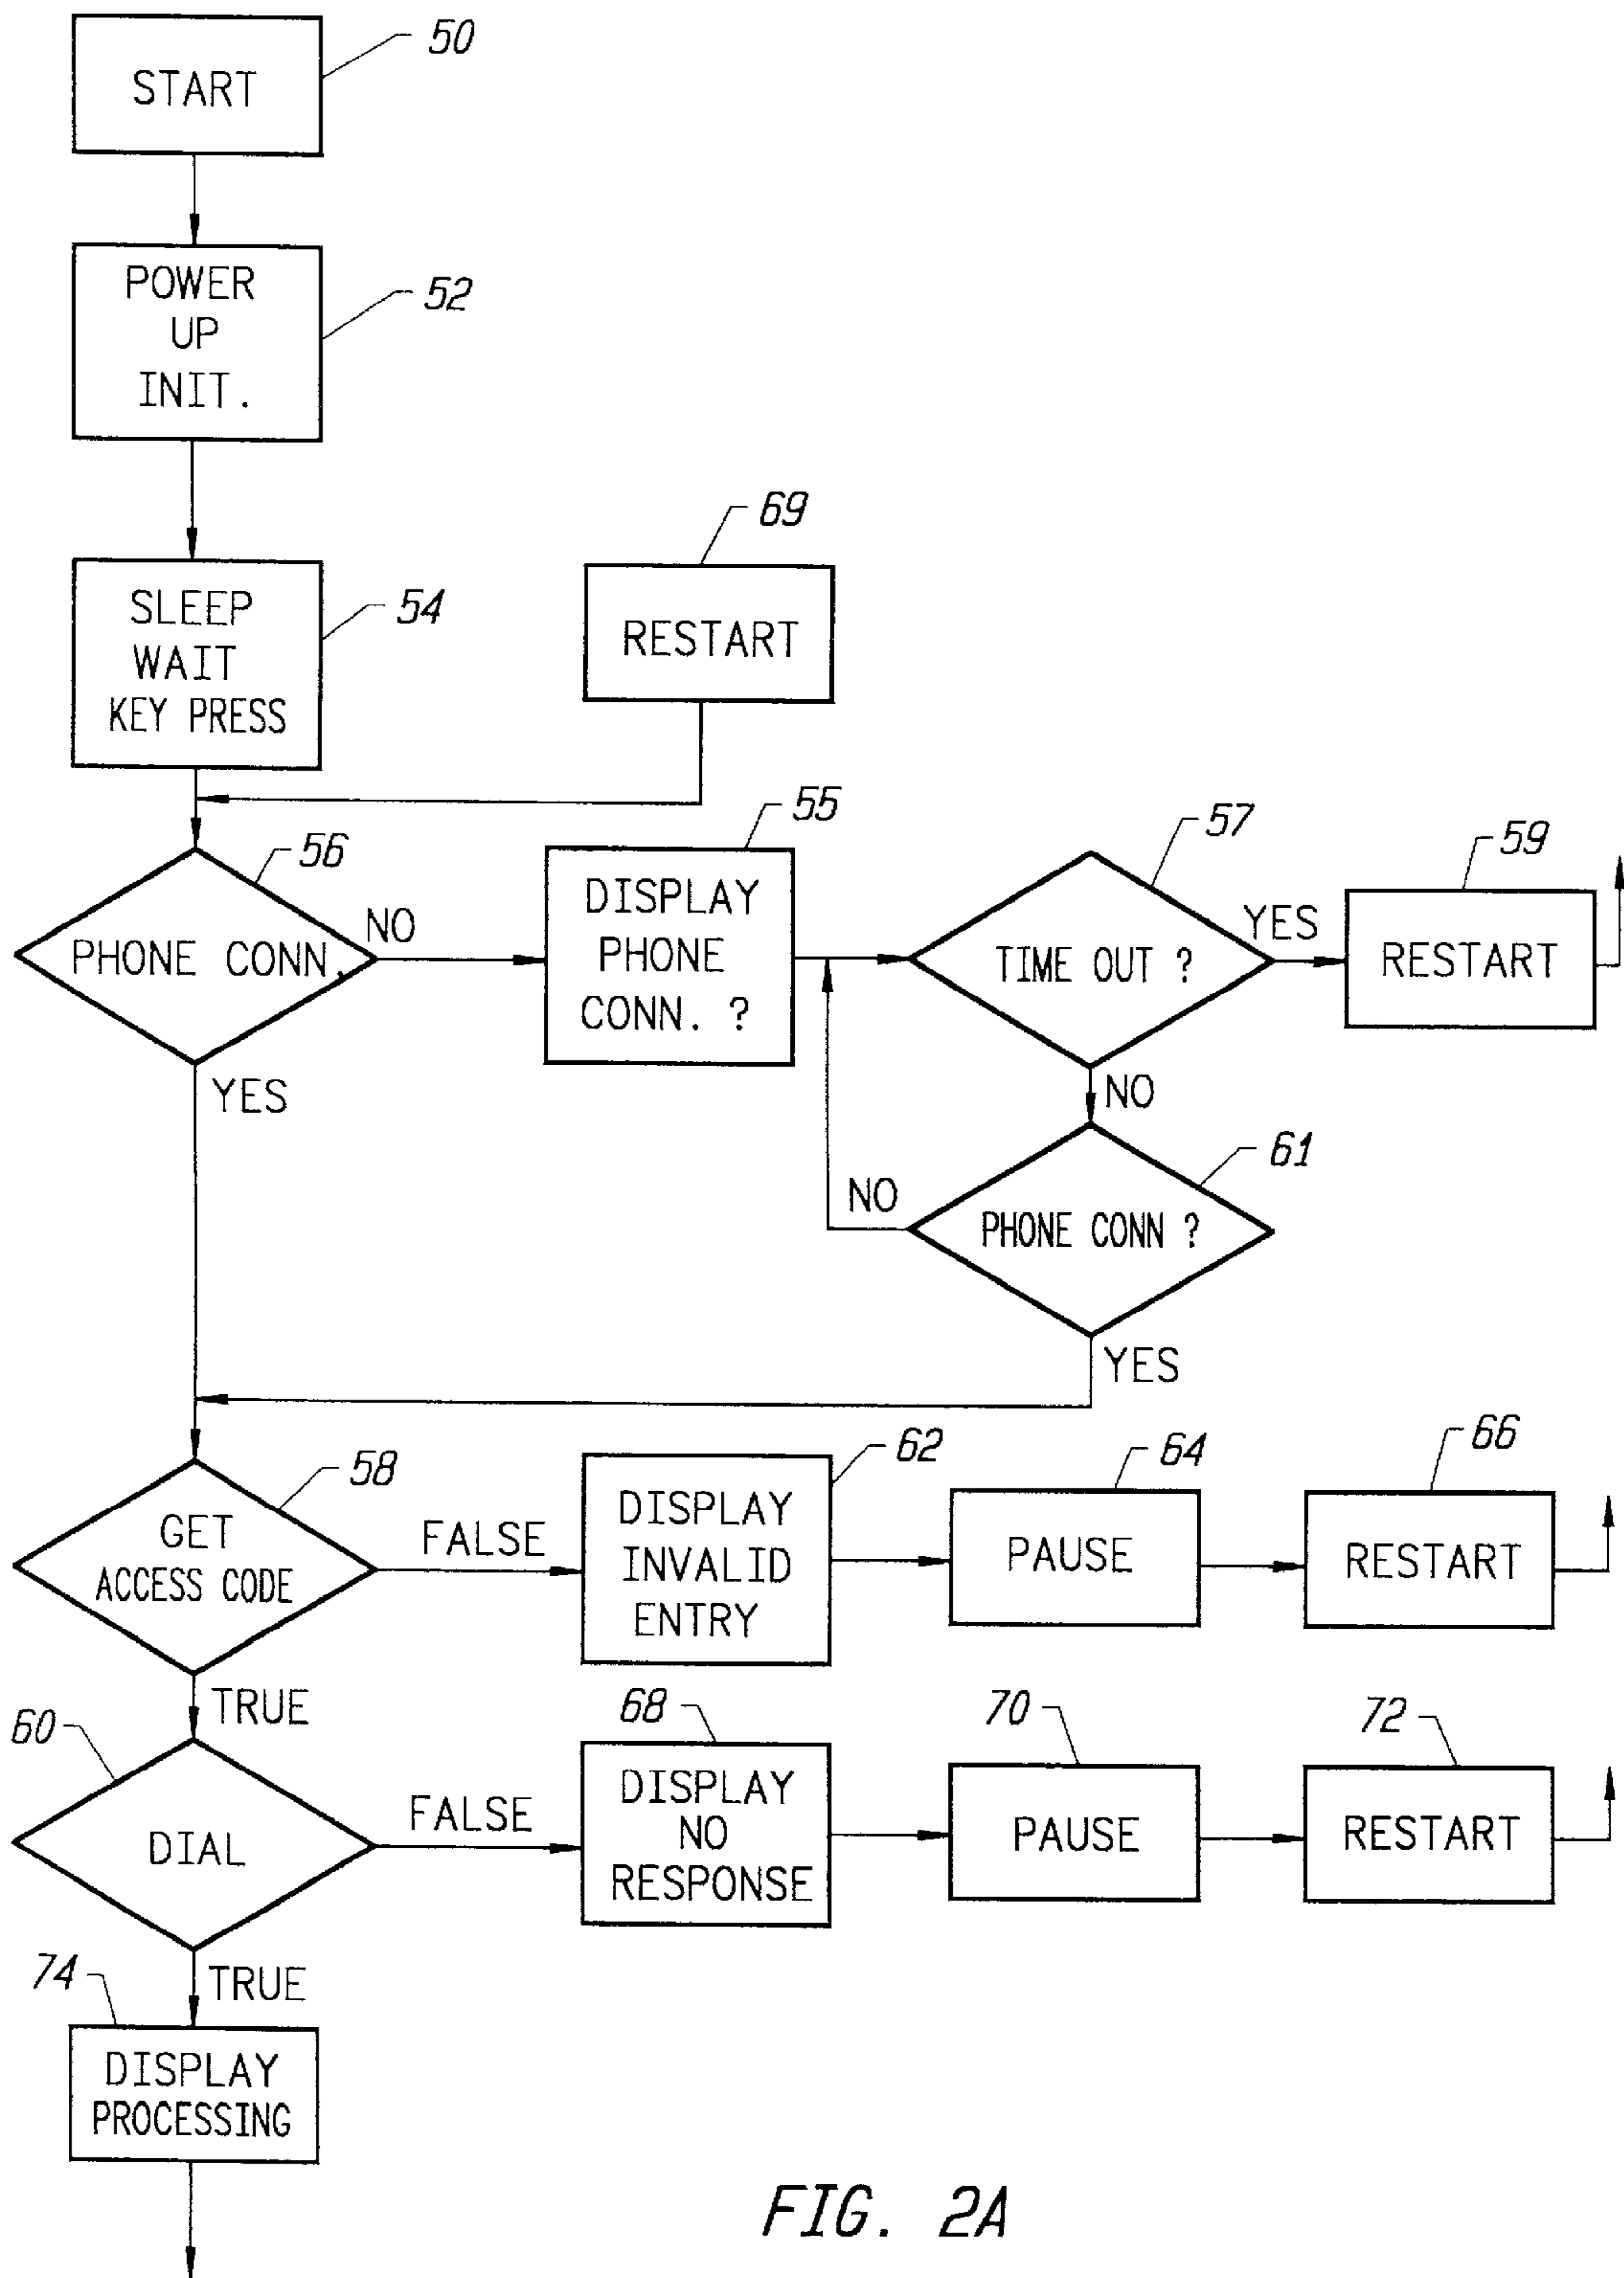 50
START
POWER
UP
INIT.
52
SLEEP
WAIT
KEY PRESS
54
69
RESTART
56
PHONE CONN.
NO
YES
55
DISPLAY
PHONE
CONN. ?
57
TIME OUT ?
YES
NO
59
RESTART
61
PHONE CONN ?
NO
YES
58
GET
ACCESS CODE
FALSE
TRUE
62
DISPLAY
INVALID
ENTRY
64
PAUSE
66
RESTART
60
DIAL
FALSE
TRUE
68
DISPLAY
NO
RESPONSE
70
PAUSE
72
RESTART
74
DISPLAY
PROCESSING
FIG. 2A